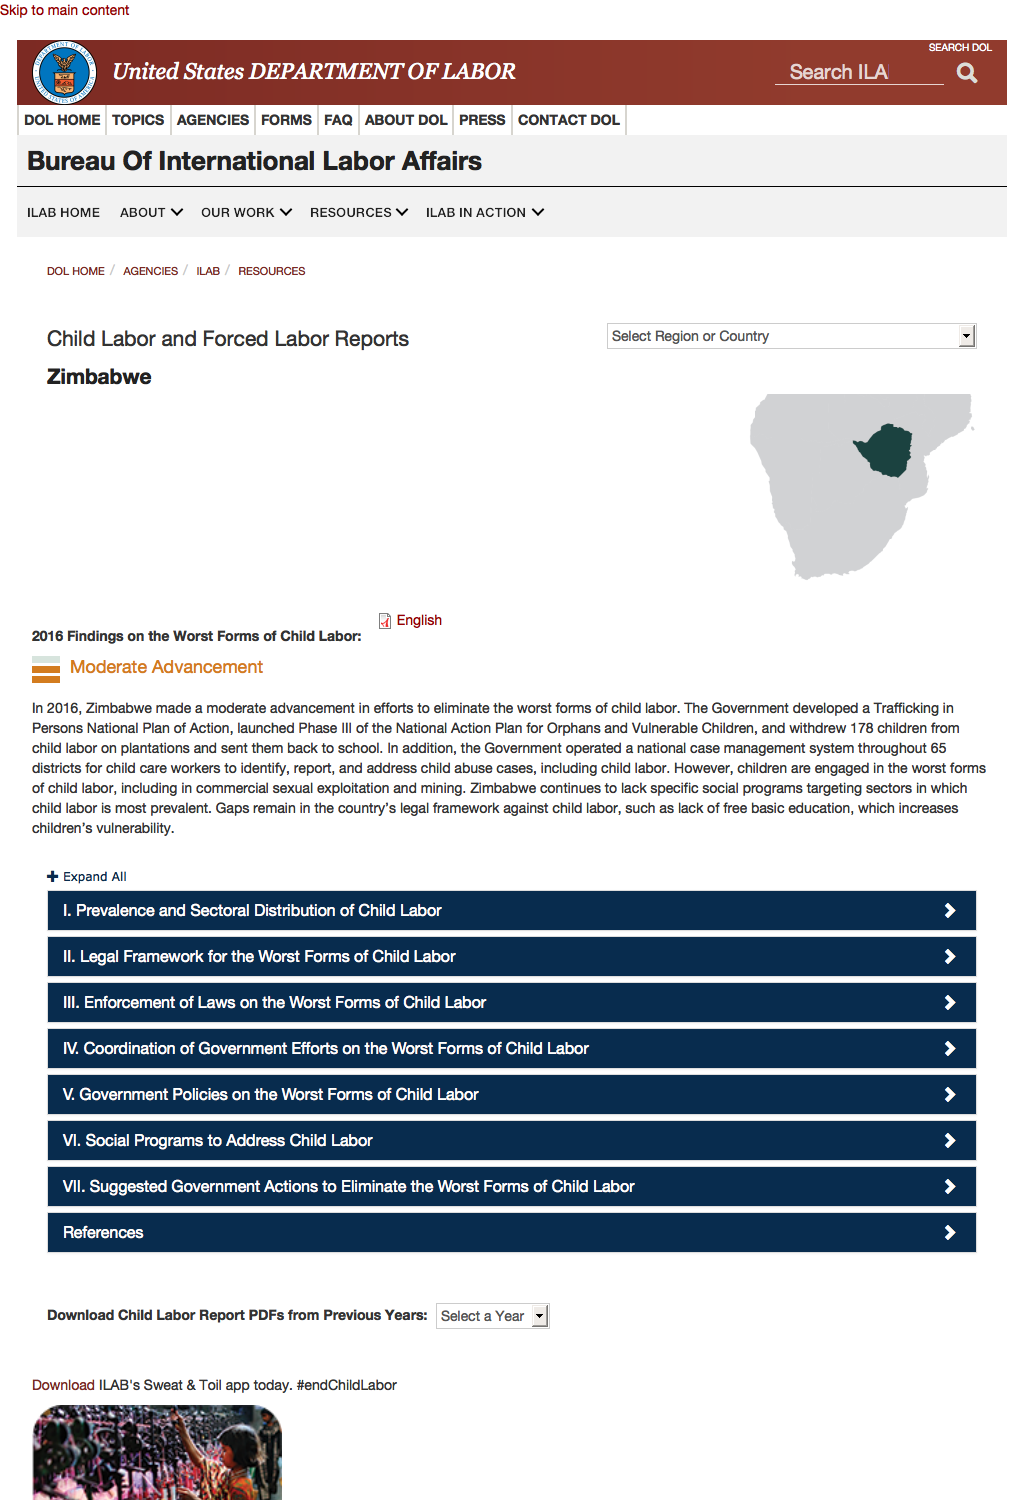 Skip to main content
SEARCH DOL
United States DEPARTMENT OF LABOR
Search ILA
DOL HOME TOPICS AGENCIES FORMS FAQ ABOUT DOL PRESS CONTACT DOL
Bureau Of International Labor Affairs
ILAB HOME ABOUT OUR WORK RESOURCES ILAB IN ACTION
DOL HOME / AGENCIES / ILAB / RESOURCES
Child Labor and Forced Labor Reports
Select Region or Country
Zimbabwe
English
2016 Findings on the Worst Forms of Child Labor:
Moderate Advancement
In 2016, Zimbabwe made a moderate advancement in efforts to eliminate the worst forms of child labor. The Government developed a Trafficking in
Persons National Plan of Action, launched Phase III of the National Action Plan for Orphans and Vulnerable Children, and withdrew 178 children from
child labor on plantations and sent them back to school. In addition, the Government operated a national case management system throughout 65
districts for child care workers to identify, report, and address child abuse cases, including child labor. However, children are engaged in the worst forms
of child labor, including in commercial sexual exploitation and mining. Zimbabwe continues to lack specific social programs targeting sectors in which
child labor is most prevalent. Gaps remain in the country’s legal framework against child labor, such as lack of free basic education, which increases
children’s vulnerability.
Expand All
I. Prevalence and Sectoral Distribution of Child Labor
II. Legal Framework for the Worst Forms of Child Labor
III. Enforcement of Laws on the Worst Forms of Child Labor
IV. Coordination of Government Efforts on the Worst Forms of Child Labor
V. Government Policies on the Worst Forms of Child Labor
VI. Social Programs to Address Child Labor
VII. Suggested Government Actions to Eliminate the Worst Forms of Child Labor
References
Download Child Labor Report PDFs from Previous Years: Select a Year
Download ILAB's Sweat & Toil app today. #endChildLabor